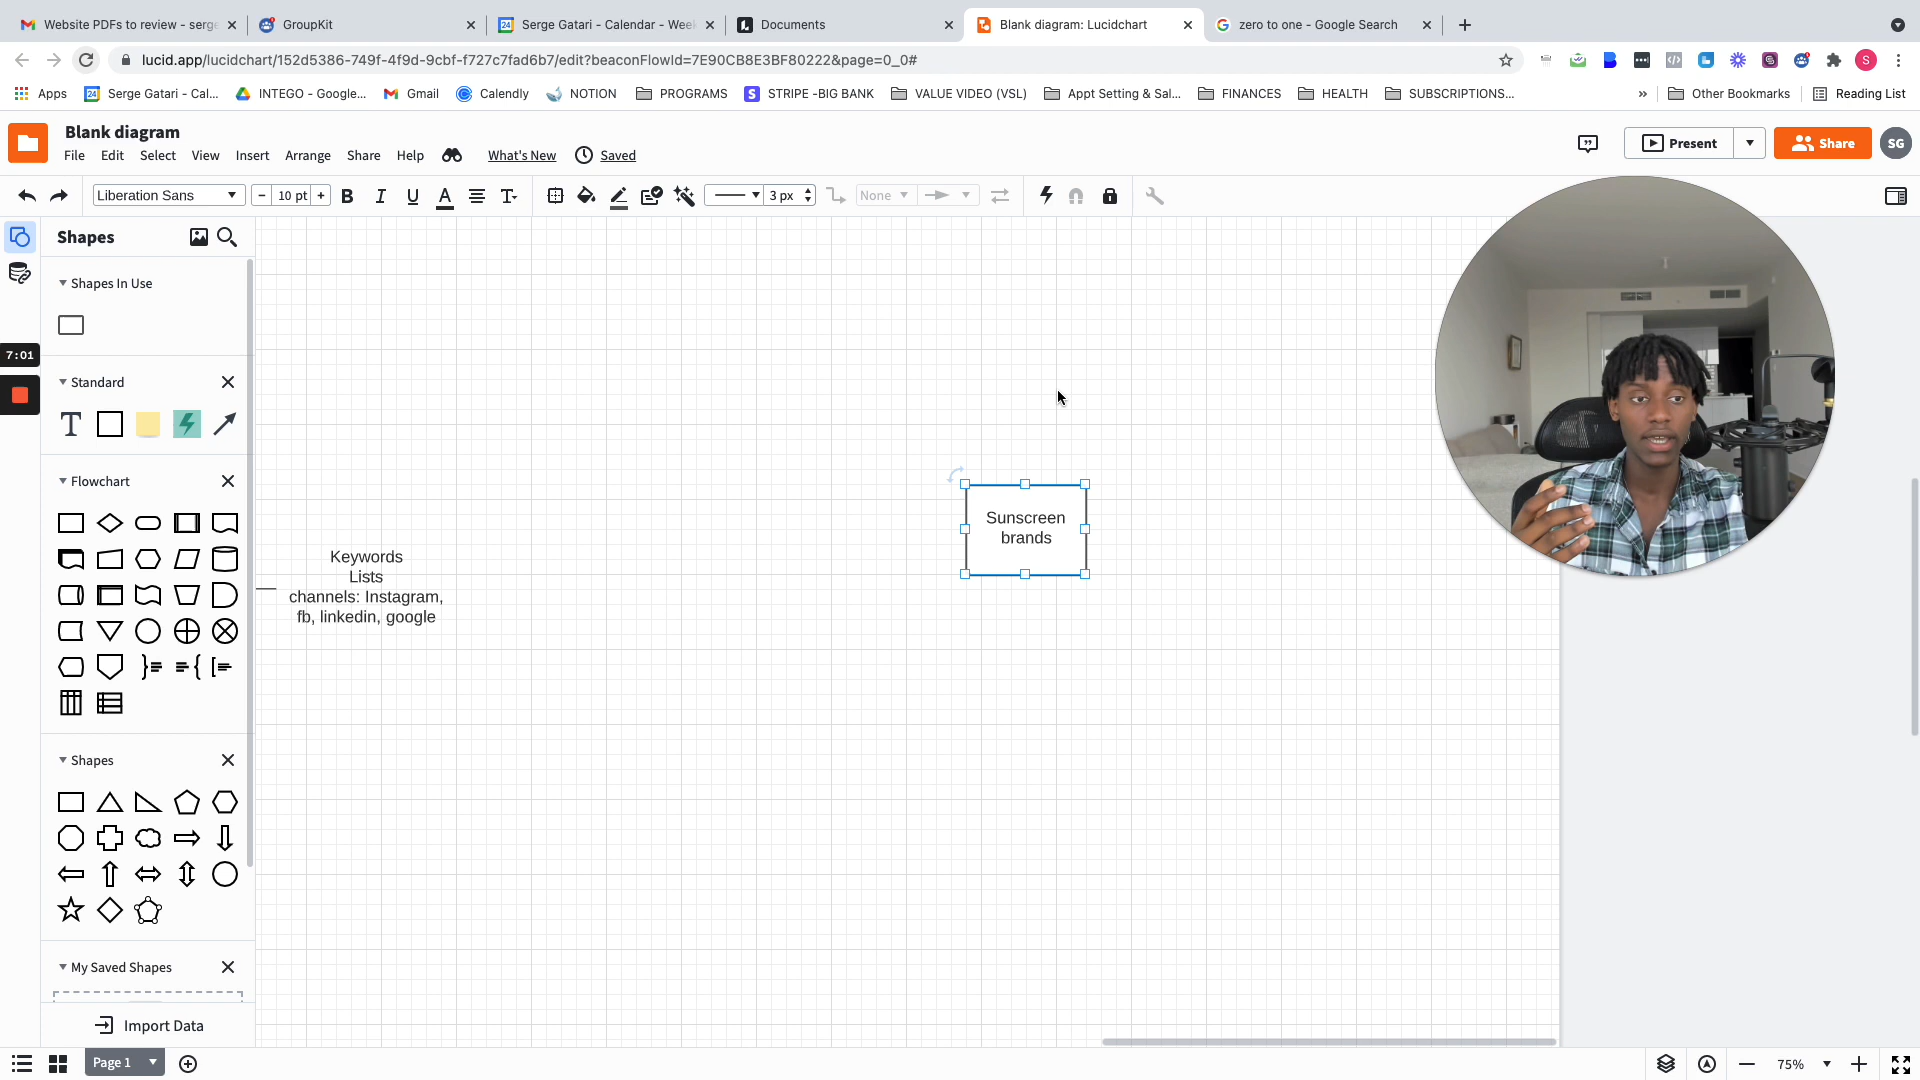 Website PDFs to review - serge
GroupKit
Serge Gatari - Calendar - Week
Documents
Blank diagram: Lucidchart
zero to one - Google Search
lucid.app/lucidchart/152d5386-749f-4f9d-9cbf-f727c7fad6b7/edit?beaconFlowId=7E90CB8E3BF80222&page=0_0#
Apps
Serge Gatari - Cal...
INTEGO - Google...
Gmail
Calendly
NOTION
PROGRAMS
STRIPE -BIG BANK
VALUE VIDEO (VSL)
Appt Setting & Sal...
FINANCES
HEALTH
SUBSCRIPTIONS...
»
Other Bookmarks
Reading List
Blank diagram
File Edit Select View Insert Arrange Share Help What's New Saved
Present
Share
SG
Liberation Sans
− 10 pt +
B I U A T
3 px
None
Shapes
Shapes In Use
7:01
Standard
T
Flowchart
Shapes
My Saved Shapes
Import Data
Keywords
Lists
channels: Instagram,
fb, linkedin, google
Sunscreen
brands
Page 1
75%